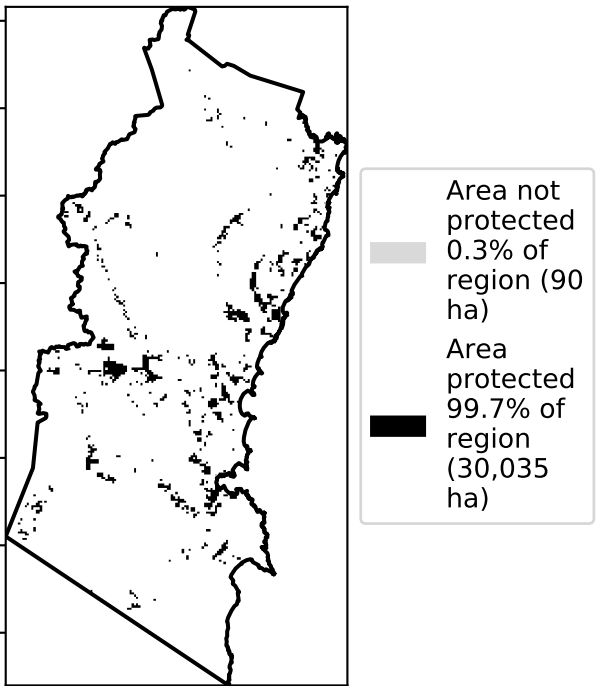 Area not
protected
0.3% of
region (90
ha)
Area
protected
99.7% of
region
(30,035
ha)